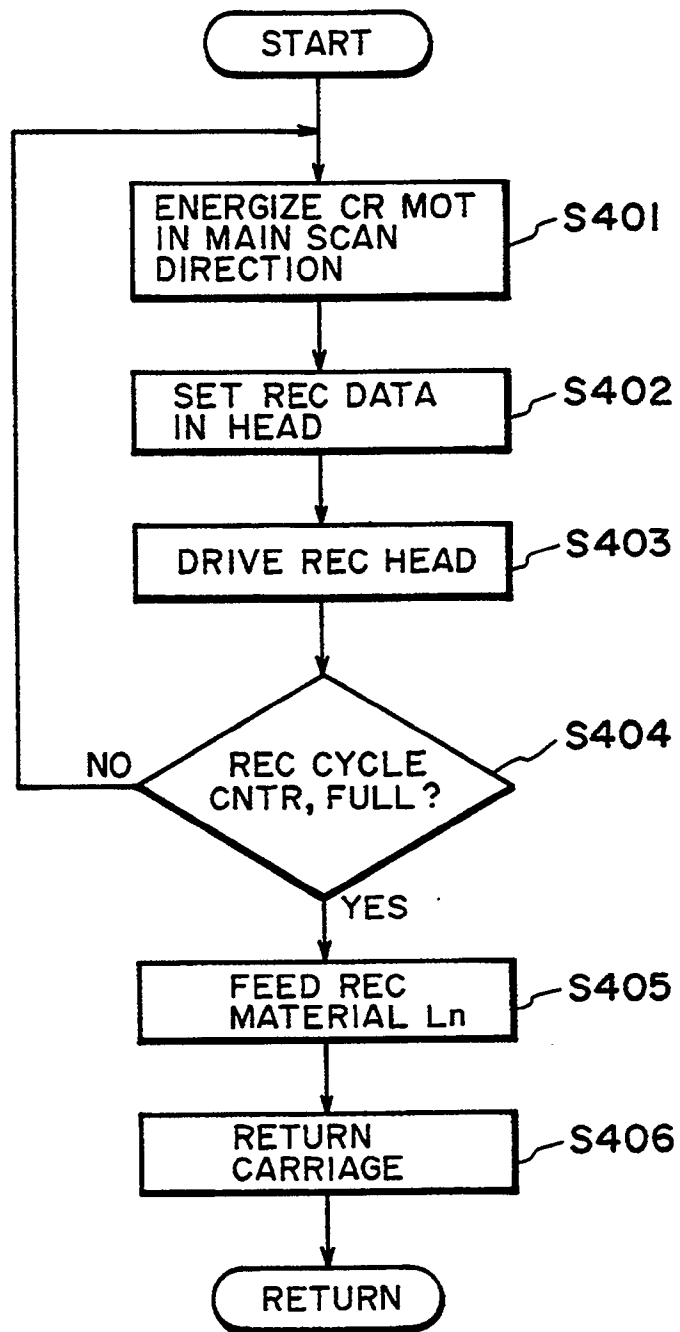 START
ENERGIZE CR MOT
IN MAIN SCAN
DIRECTION
S401
SET REC DATA
IN HEAD
S402
DRIVE REC HEAD
S403
REC CYCLE
CNTR, FULL?
S404
NO
YES
FEED REC
MATERIAL Ln
S405
RETURN
CARRIAGE
S406
RETURN